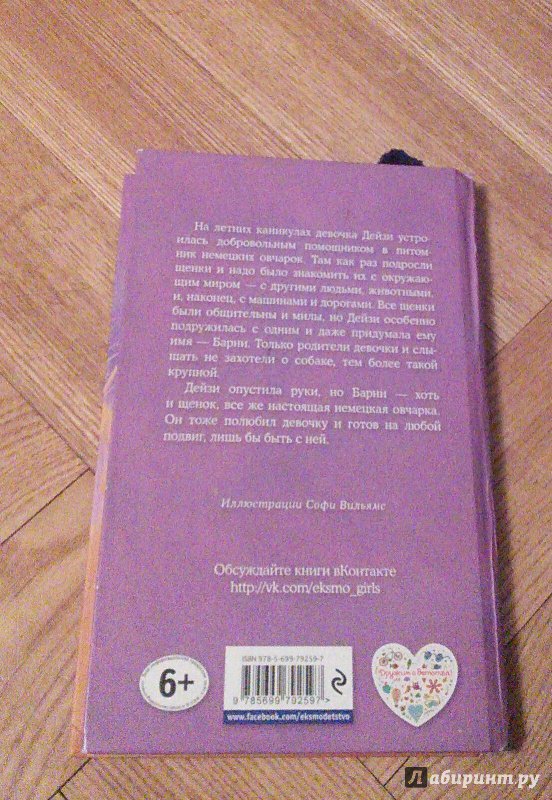 На летних каникулах девочка Дейзи устро-
илась добровольным помощником в питом-
ник немецких овчарок. Там как раз подросли
щенки и надо было знакомить их с окружаю-
щим миром — с другими людьми, животными,
и, наконец, с машинами и дорогами. Все щенки
были общительны и милы, но Дейзи особенно
подружилась с одним и даже придумала ему
имя — Барни. Только родители девочки и слы-
шать не захотели о собаке, тем более такой
крупной.
Дейзи опустила руки, но Барни — хоть
и щенок, все же настоящая немецкая овчарка.
Он тоже полюбил девочку и готов на любой
подвиг, лишь бы быть с ней.
Иллюстрации Софи Вильямс
Обсуждайте книги вКонтакте
http://vk.com/eksmo_girls
6+
ISBN 978-5-699-79259-7
9 785699 792597 >
www.facebook.com/eksmodetstvo
Лабиринт.ру